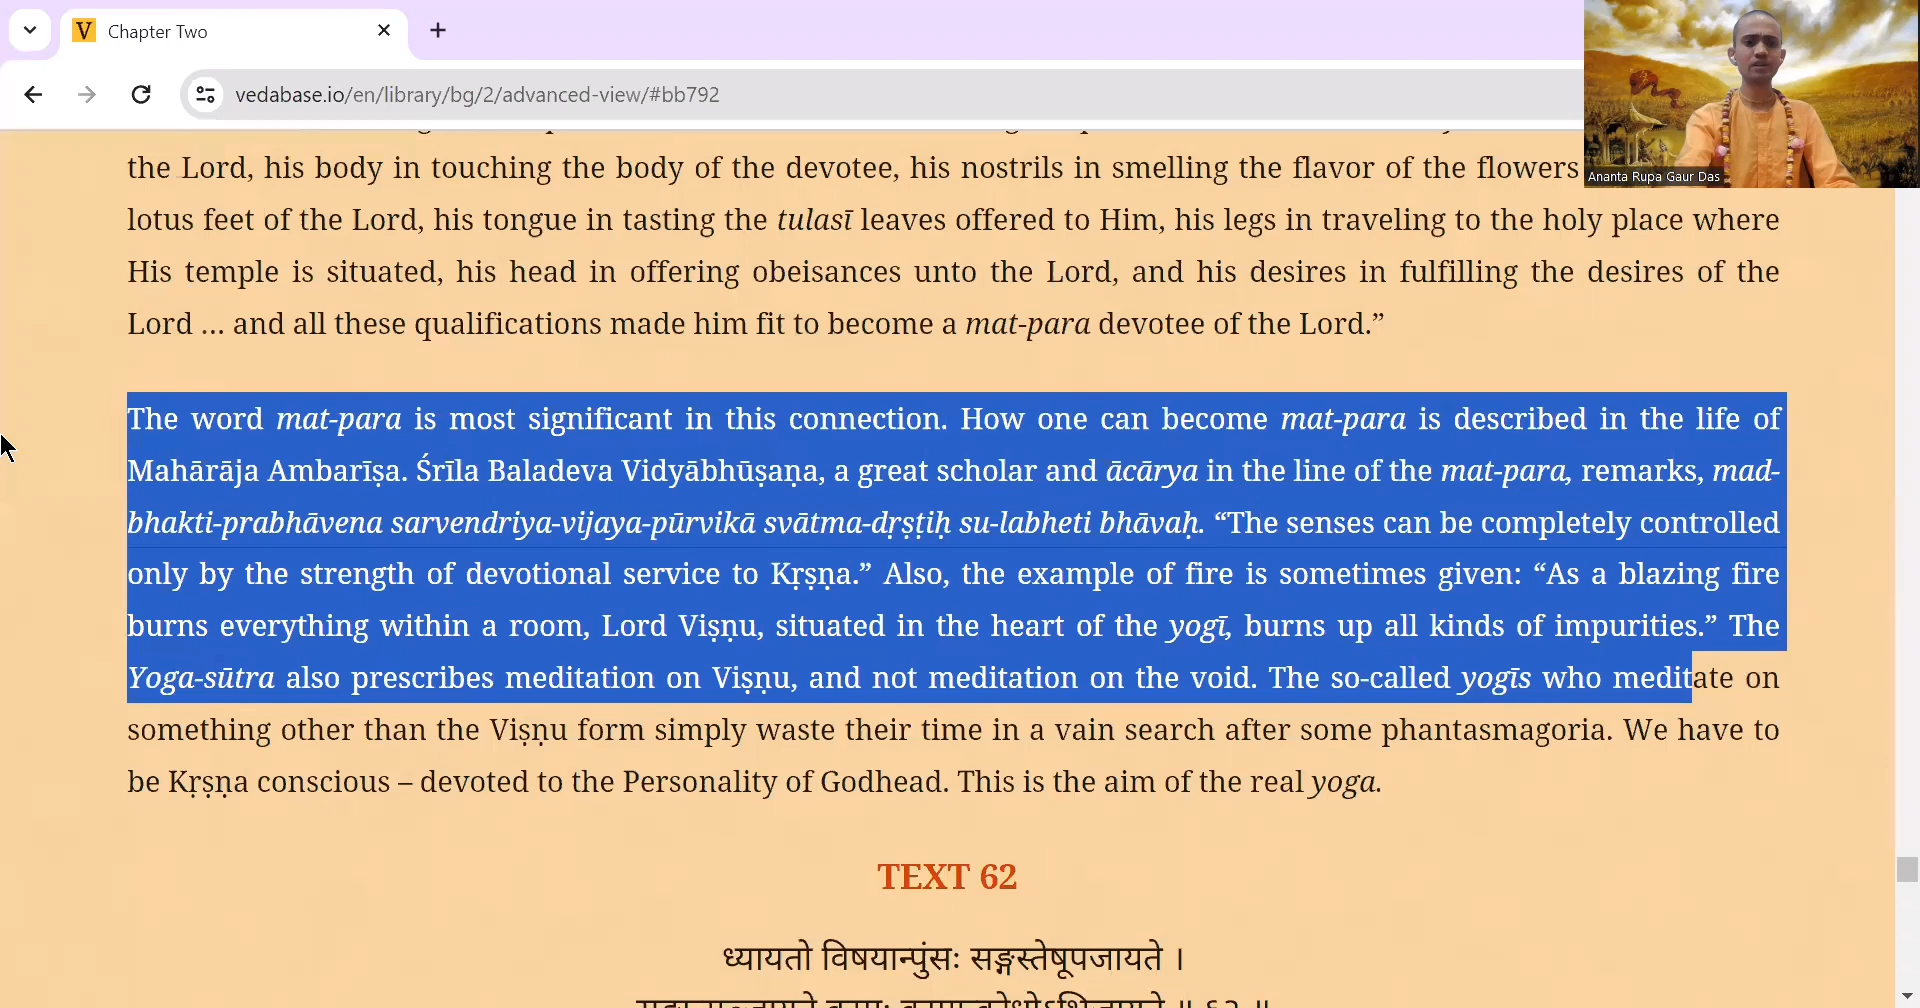 Chapter Two
vedabase.io/en/library/bg/2/advanced-view/#bb792
Ananta Rupa Gaur Das
the Lord, his body in touching the body of the devotee, his nostrils in smelling the flavor of the flowers
lotus feet of the Lord, his tongue in tasting the tulasī leaves offered to Him, his legs in traveling to the holy place where
His temple is situated, his head in offering obeisances unto the Lord, and his desires in fulfilling the desires of the
Lord … and all these qualifications made him fit to become a mat-para devotee of the Lord.”
The word mat-para is most significant in this connection. How one can become mat-para is described in the life of
Mahārāja Ambarīṣa. Śrīla Baladeva Vidyābhūṣaṇa, a great scholar and ācārya in the line of the mat-para, remarks, mad-
bhakti-prabhāvena sarvendriya-vijaya-pūrvikā svātma-dṛṣṭiḥ su-labheti bhāvaḥ. “The senses can be completely controlled
only by the strength of devotional service to Kṛṣṇa.” Also, the example of fire is sometimes given: “As a blazing fire
burns everything within a room, Lord Viṣṇu, situated in the heart of the yogī, burns up all kinds of impurities.” The
Yoga-sūtra also prescribes meditation on Viṣṇu, and not meditation on the void. The so-called yogīs who meditate on
something other than the Viṣṇu form simply waste their time in a vain search after some phantasmagoria. We have to
be Kṛṣṇa conscious – devoted to the Personality of Godhead. This is the aim of the real yoga.
TEXT 62
ध्यायतो विषयान्पुंसः सङ्गस्तेषूपजायते ।